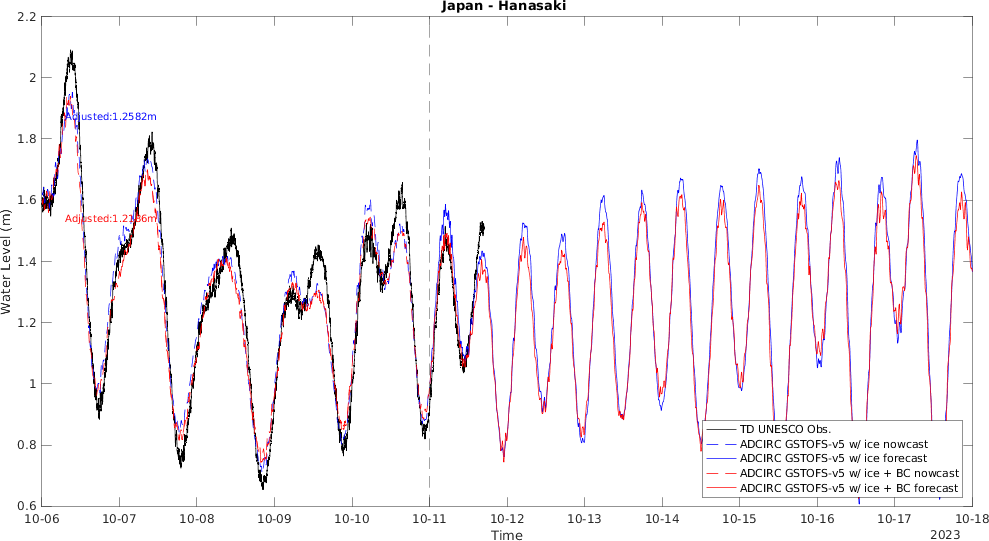 Japan - Hanasaki
2.2
2
1.8
1.6
1.4
1.2
1
0.8
0.6
Water Level (m)
Adjusted:1.2582m
Adjusted:1.2186m
TD UNESCO Obs.
ADCIRC GSTOFS-v5 w/ ice nowcast
ADCIRC GSTOFS-v5 w/ ice forecast
ADCIRC GSTOFS-v5 w/ ice + BC nowcast
ADCIRC GSTOFS-v5 w/ ice + BC forecast
10-06 10-07 10-08 10-09 10-10 10-11 10-12 10-13 10-14 10-15 10-16 10-17 10-18
Time
2023